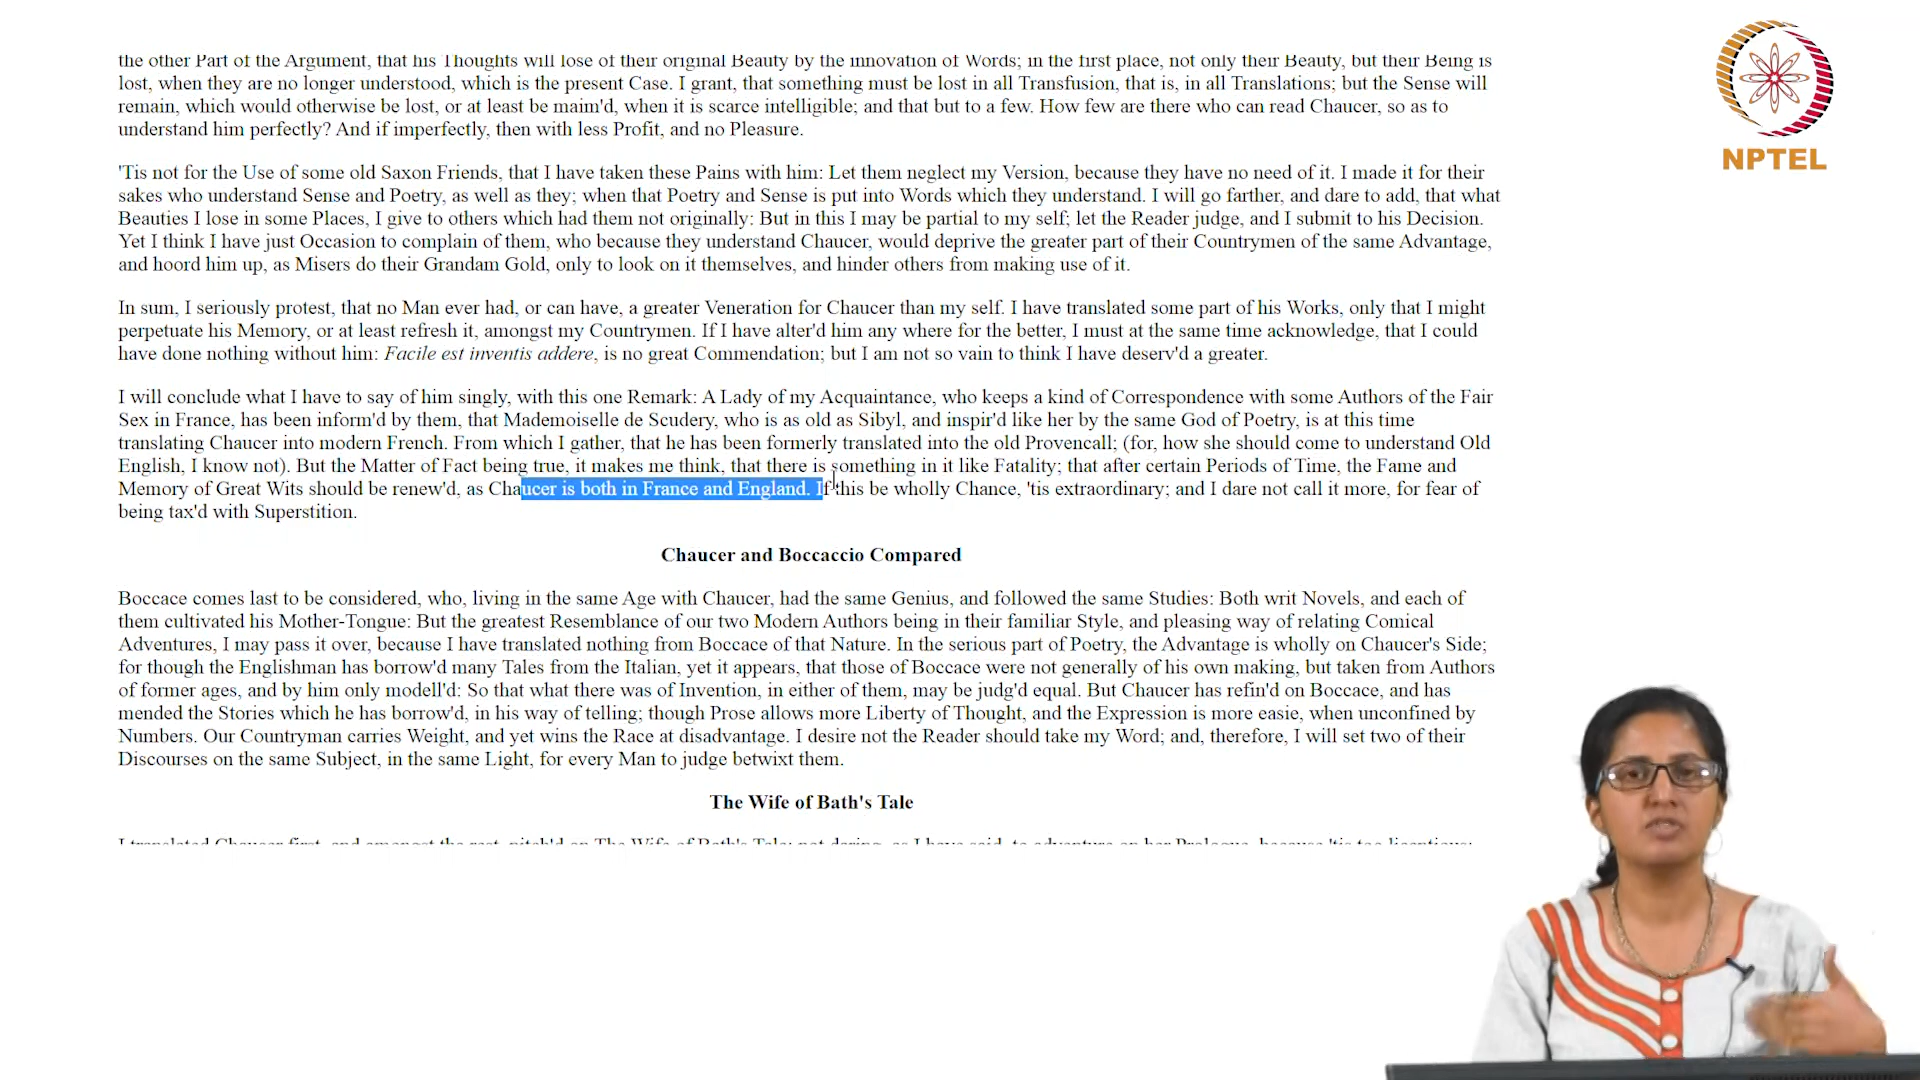 the other Part of the Argument, that his Thoughts will lose of their original Beauty by the innovation of Words; in the first place, not only their Beauty, but their Being is
lost, when they are no longer understood, which is the present Case. I grant, that something must be lost in all Transfusion, that is, in all Translations; but the Sense will
remain, which would otherwise be lost, or at least be maim'd, when it is scarce intelligible; and that but to a few. How few are there who can read Chaucer, so as to
understand him perfectly? And if imperfectly, then with less Profit, and no Pleasure.
'Tis not for the Use of some old Saxon Friends, that I have taken these Pains with him: Let them neglect my Version, because they have no need of it. I made it for their
sakes who understand Sense and Poetry, as well as they; when that Poetry and Sense is put into Words which they understand. I will go farther, and dare to add, that what
Beauties I lose in some Places, I give to others which had them not originally: But in this I may be partial to my self; let the Reader judge, and I submit to his Decision.
Yet I think I have just Occasion to complain of them, who because they understand Chaucer, would deprive the greater part of their Countrymen of the same Advantage,
and hoord him up, as Misers do their Grandam Gold, only to look on it themselves, and hinder others from making use of it.
In sum, I seriously protest, that no Man ever had, or can have, a greater Veneration for Chaucer than my self. I have translated some part of his Works, only that I might
perpetuate his Memory, or at least refresh it, amongst my Countrymen. If I have alter'd him any where for the better, I must at the same time acknowledge, that I could
have done nothing without him: Facile est inventis addere, is no great Commendation; but I am not so vain to think I have deserv'd a greater.
I will conclude what I have to say of him singly, with this one Remark: A Lady of my Acquaintance, who keeps a kind of Correspondence with some Authors of the Fair
Sex in France, has been inform'd by them, that Mademoiselle de Scudery, who is as old as Sibyl, and inspir'd like her by the same God of Poetry, is at this time
translating Chaucer into modern French. From which I gather, that he has been formerly translated into the old Provencall; (for, how she should come to understand Old
English, I know not). But the Matter of Fact being true, it makes me think, that there is something in it like Fatality; that after certain Periods of Time, the Fame and
Memory of Great Wits should be renew'd, as Chaucer is both in France and England. If this be wholly Chance, 'tis extraordinary; and I dare not call it more, for fear of
being tax'd with Superstition.
Chaucer and Boccaccio Compared
Boccace comes last to be considered, who, living in the same Age with Chaucer, had the same Genius, and followed the same Studies: Both writ Novels, and each of
them cultivated his Mother-Tongue: But the greatest Resemblance of our two Modern Authors being in their familiar Style, and pleasing way of relating Comical
Adventures, I may pass it over, because I have translated nothing from Boccace of that Nature. In the serious part of Poetry, the Advantage is wholly on Chaucer's Side;
for though the Englishman has borrow'd many Tales from the Italian, yet it appears, that those of Boccace were not generally of his own making, but taken from Authors
of former ages, and by him only modell'd: So that what there was of Invention, in either of them, may be judg'd equal. But Chaucer has refin'd on Boccace, and has
mended the Stories which he has borrow'd, in his way of telling; though Prose allows more Liberty of Thought, and the Expression is more easie, when unconfined by
Numbers. Our Countryman carries Weight, and yet wins the Race at disadvantage. I desire not the Reader should take my Word; and, therefore, I will set two of their
Discourses on the same Subject, in the same Light, for every Man to judge betwixt them.
The Wife of Bath's Tale
I translated Chaucer first, and amongst the rest, pitch'd on The Wife of Bath's Tale; not daring, as I have said, to adventure on her Prologue, because 'tis too licentious:
NPTEL